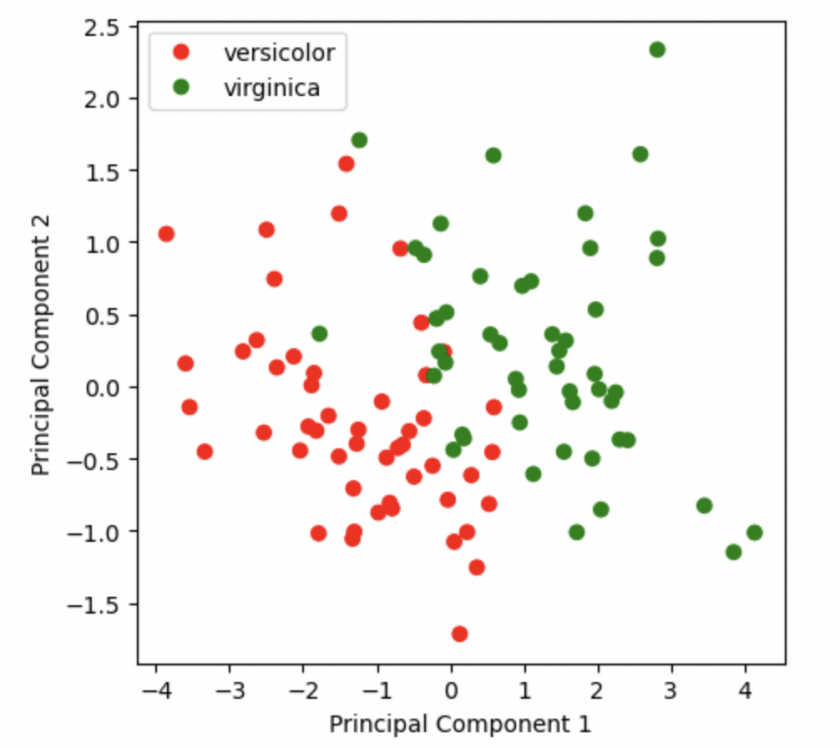 versicolor
virginica
2.5
2.0
1.5
1.0
0.5
0.0
−0.5
−1.0
−1.5
Principal Component 2
−4 −3 −2 −1 0 1 2 3 4
Principal Component 1